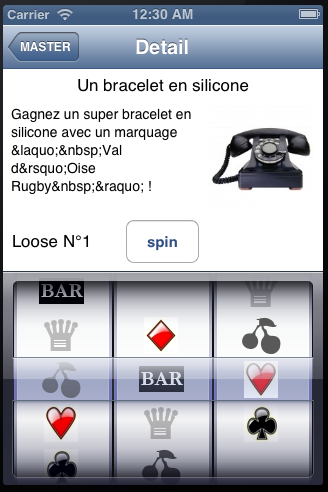 Carrier 12:30 AM
MASTER Detail
Un bracelet en silicone
Gagnez un super bracelet en
silicone avec un marquage
&laquo;&nbsp;Val
d&rsquo;Oise
Rugby&nbsp;&raquo; !
Loose N°1 spin
BAR
BAR